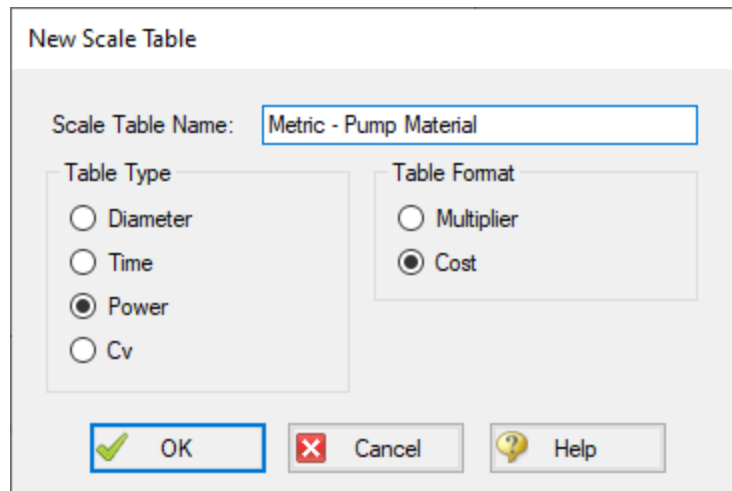 New Scale Table
Scale Table Name: Metric - Pump Material
Table Type
Diameter
Time
Power
Cv
Table Format
Multiplier
Cost
OK
Cancel
Help